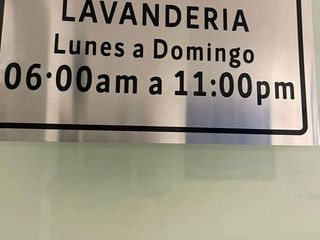 LAVANDERIA
Lunes a Domingo
06:00am a 11:00pm